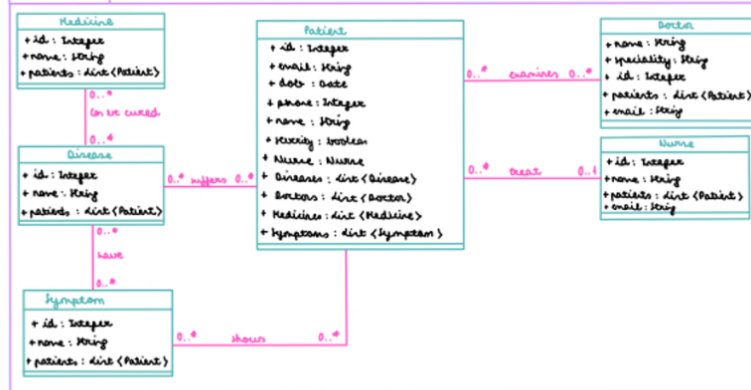 Medicine
+ id : Integer
+ name : String
+ patients : List <Patient>
0..*
can be cured
0..*
Disease
+ id : Integer
+ name : String
+ patients : List <Patient>
0..* suffers 0..*
0..*
have
0..*
Symptom
+ id : Integer
+ name : String
+ patients : List <Patient>
0..* shows 0..*
Patient
+ id : Integer
+ email : String
+ dob : Date
+ phone : Integer
+ name : String
+ severity : boolean
+ Nurse : Nurse
+ Diseases : List <Disease>
+ Doctors : List <Doctor>
+ Medicines : List <Medicine>
+ Symptoms : List <Symptom>
0..* examines 0..*
0..* treat 0..1
Doctor
+ name : String
+ speciality : String
+ id : Integer
+ patients : List <Patient>
+ email : String
Nurse
+ id : Integer
+ name : String
+ patients : List <Patient>
+ email : String